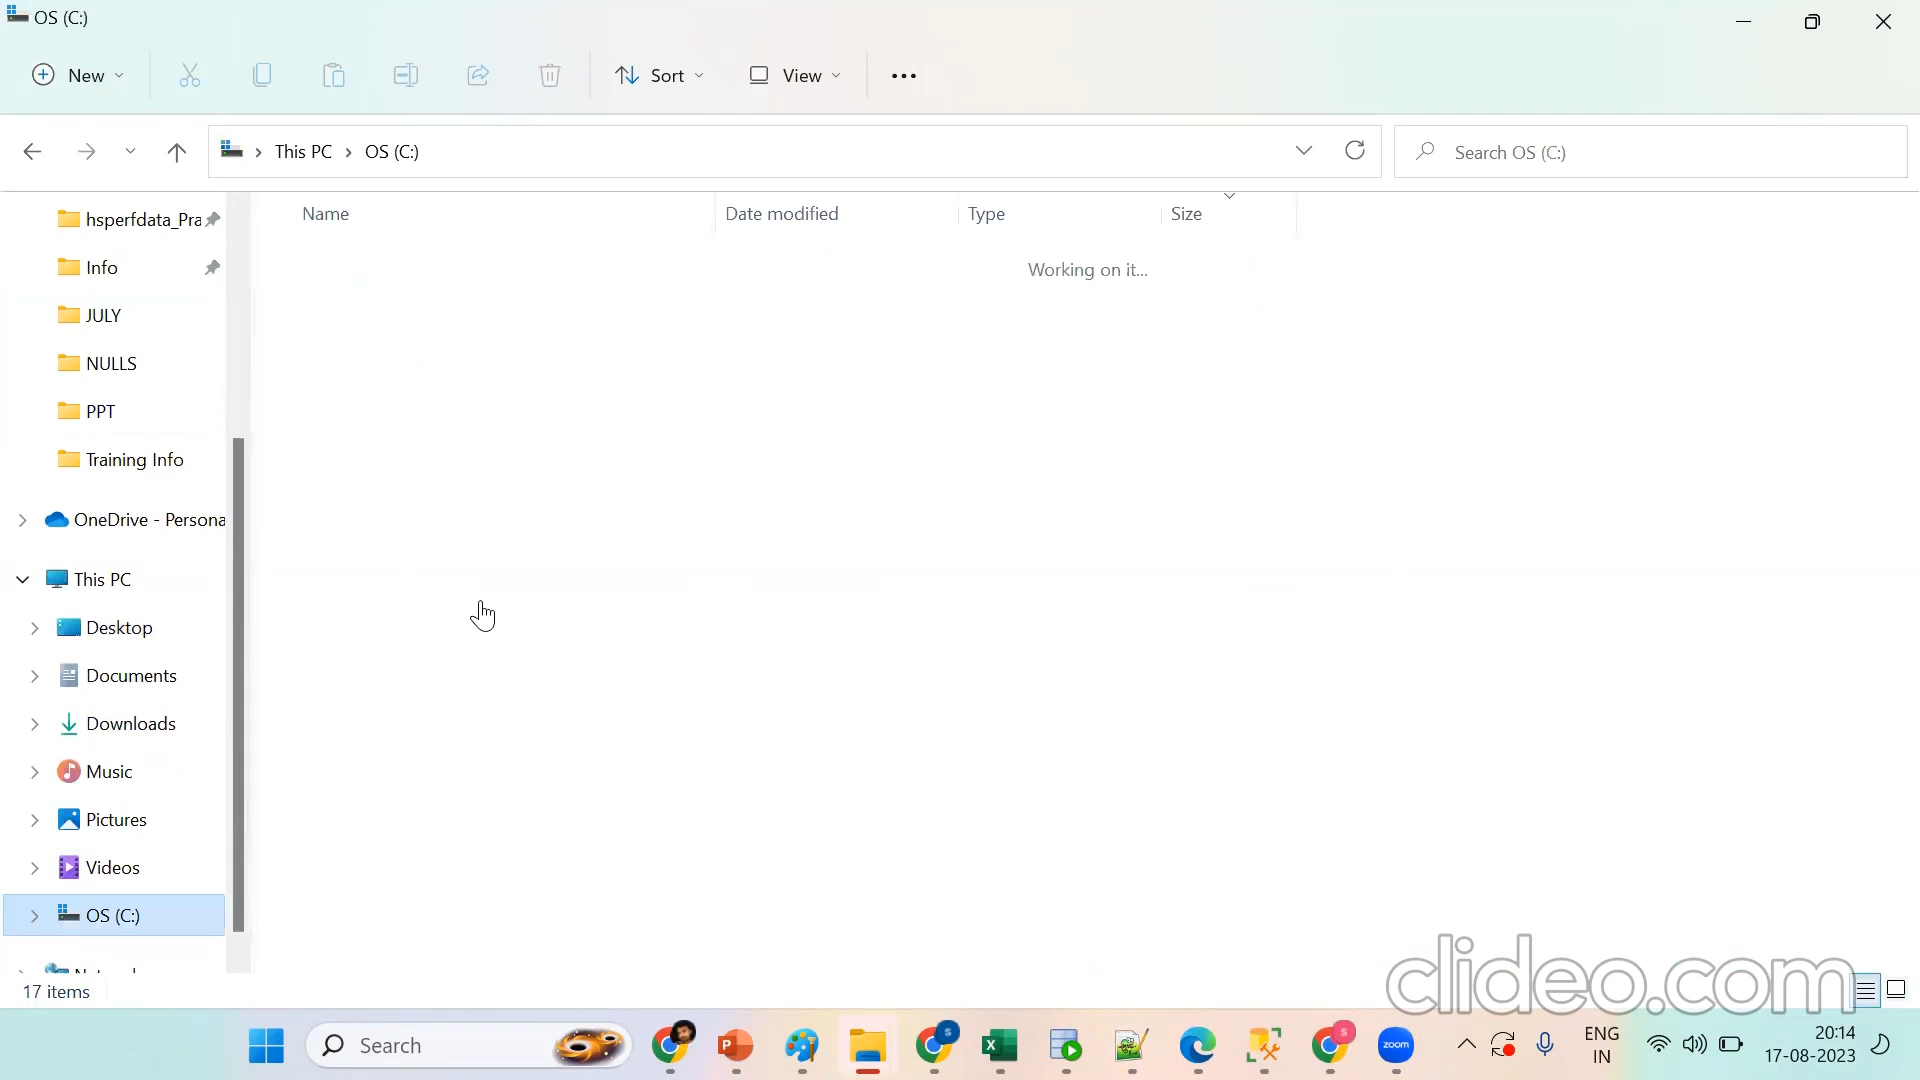 OS (C:)
New
Sort
View
This PC
OS (C:)
Search OS (C:)
Name
Date modified
Type
Size
Working on it...
hsperfdata_Pra
Info
JULY
NULLS
PPT
Training Info
OneDrive - Persona
This PC
Desktop
Documents
Downloads
Music
Pictures
Videos
OS (C:)
17 items
clideo.com
Search
zoom
ENG
IN
20:14
17-08-2023